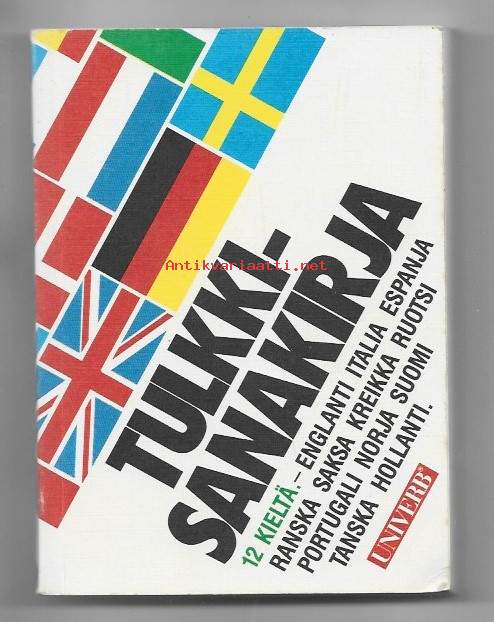 TULKKI-
SANAKIRJA
12 KIELTÄ. – ENGLANTI ITALIA ESPANJA
RANSKA SAKSA KREIKKA RUOTSI
PORTUGALI NORJA SUOMI
TANSKA HOLLANTI.
UNIVERB®
Antikvariaatti.net